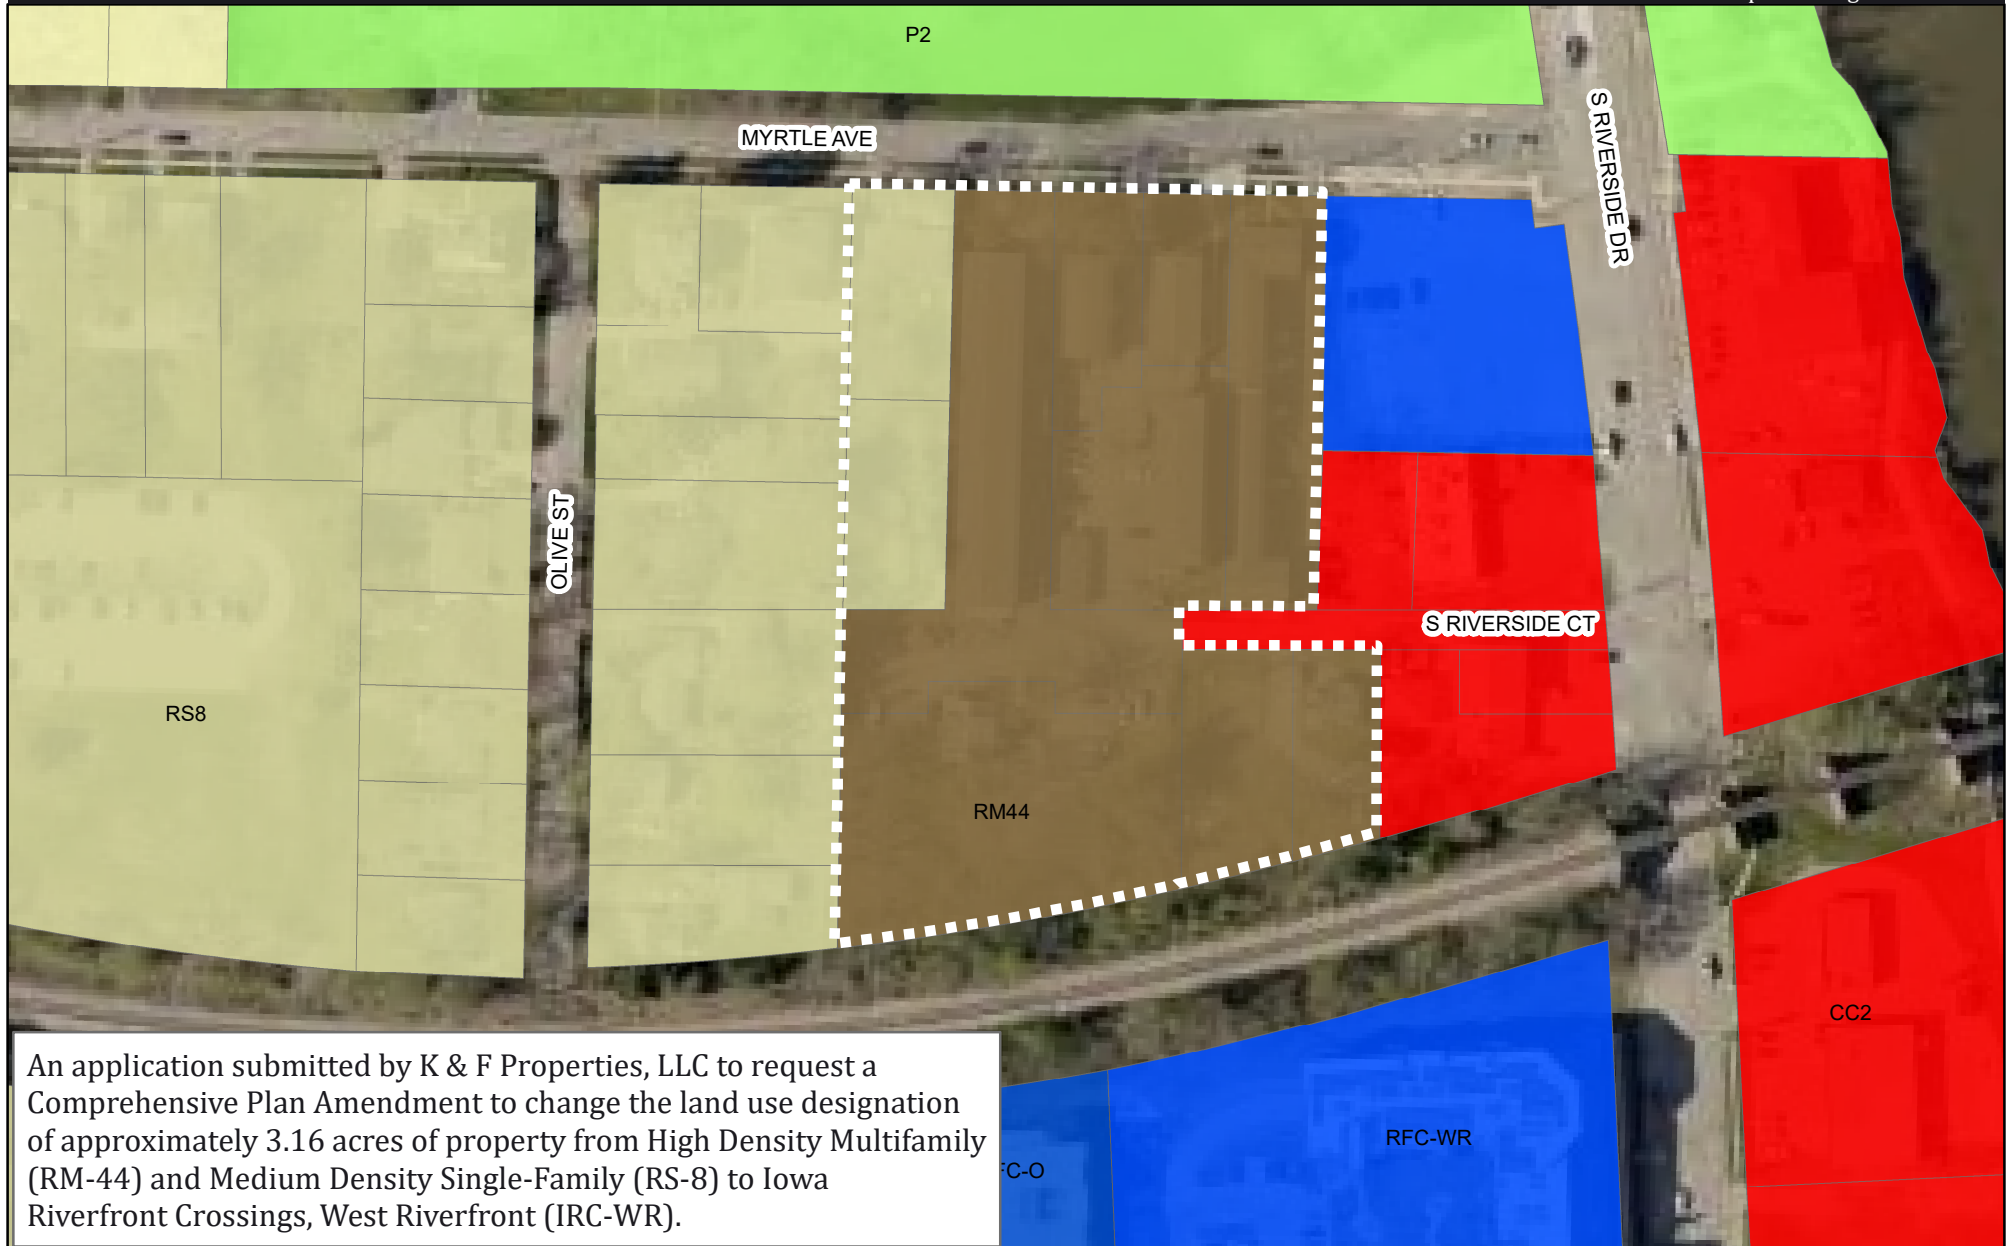 P2
MYRTLE AVE
S RIVERSIDE DR
OLIVE ST
S RIVERSIDE CT
RS8
RM44
CC2
RFC-WR
FC-O
An application submitted by K & F Properties, LLC to request a
Comprehensive Plan Amendment to change the land use designation
of approximately 3.16 acres of property from High Density Multifamily
(RM-44) and Medium Density Single-Family (RS-8) to Iowa
Riverfront Crossings, West Riverfront (IRC-WR).